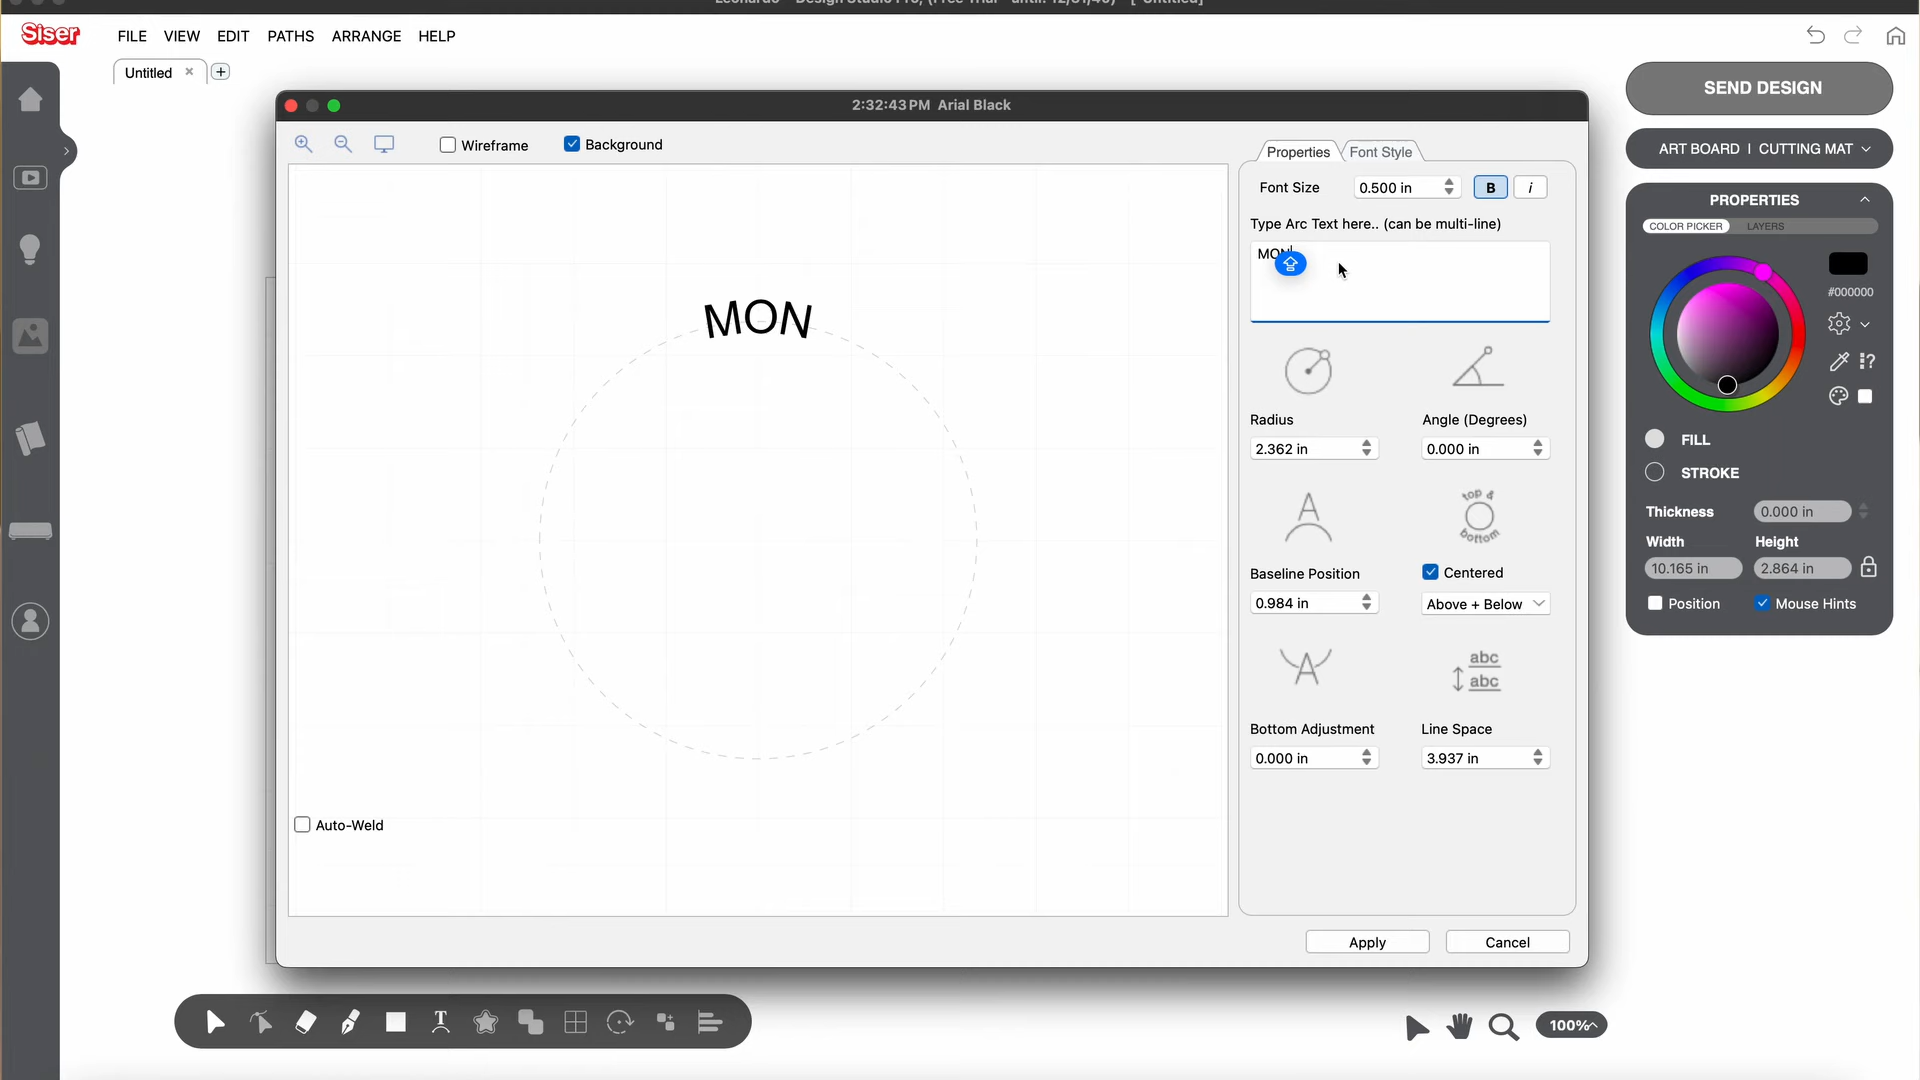 Siser
FILE VIEW EDIT PATHS ARRANGE HELP
Untitled
SEND DESIGN
2:32:43 PM Arial Black
Wireframe
Background
Properties
Font Style
ART BOARD | CUTTING MAT
Font Size
0.500 in
B
i
PROPERTIES
COLOR PICKER
LAYERS
Type Arc Text here.. (can be multi-line)
MON
MON
#000000
Radius
Angle (Degrees)
2.362 in
0.000 in
FILL
STROKE
top &
bottom
A
Thickness
0.000 in
Width
Height
10.165 in
2.864 in
Baseline Position
Centered
0.984 in
Above + Below
Position
Mouse Hints
A
abc
abc
Bottom Adjustment
Line Space
0.000 in
3.937 in
Auto-Weld
Apply
Cancel
T
100%